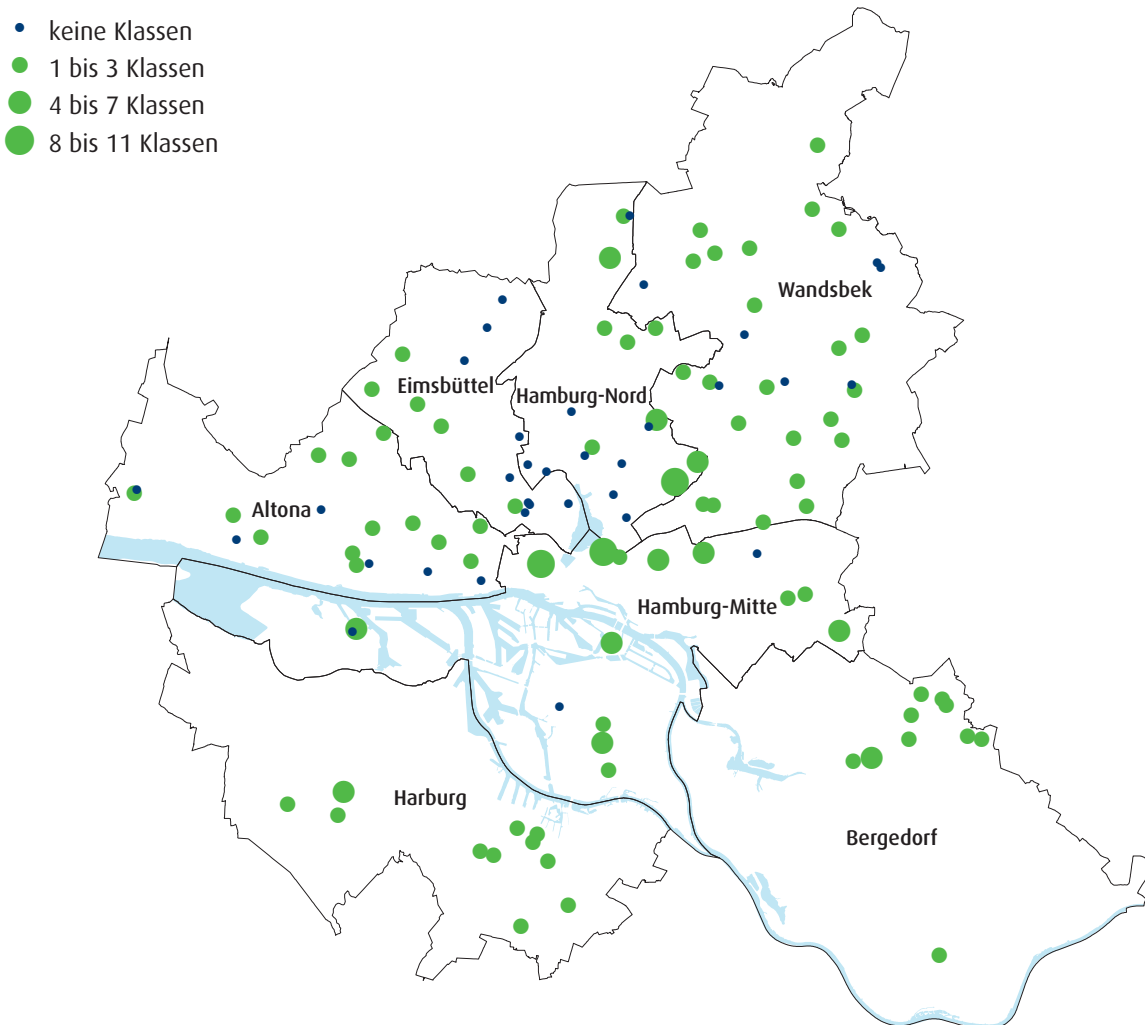 keine Klassen
1 bis 3 Klassen
4 bis 7 Klassen
8 bis 11 Klassen
Wandsbek
Eimsbüttel
Hamburg-Nord
Altona
Hamburg-Mitte
Harburg
Bergedorf